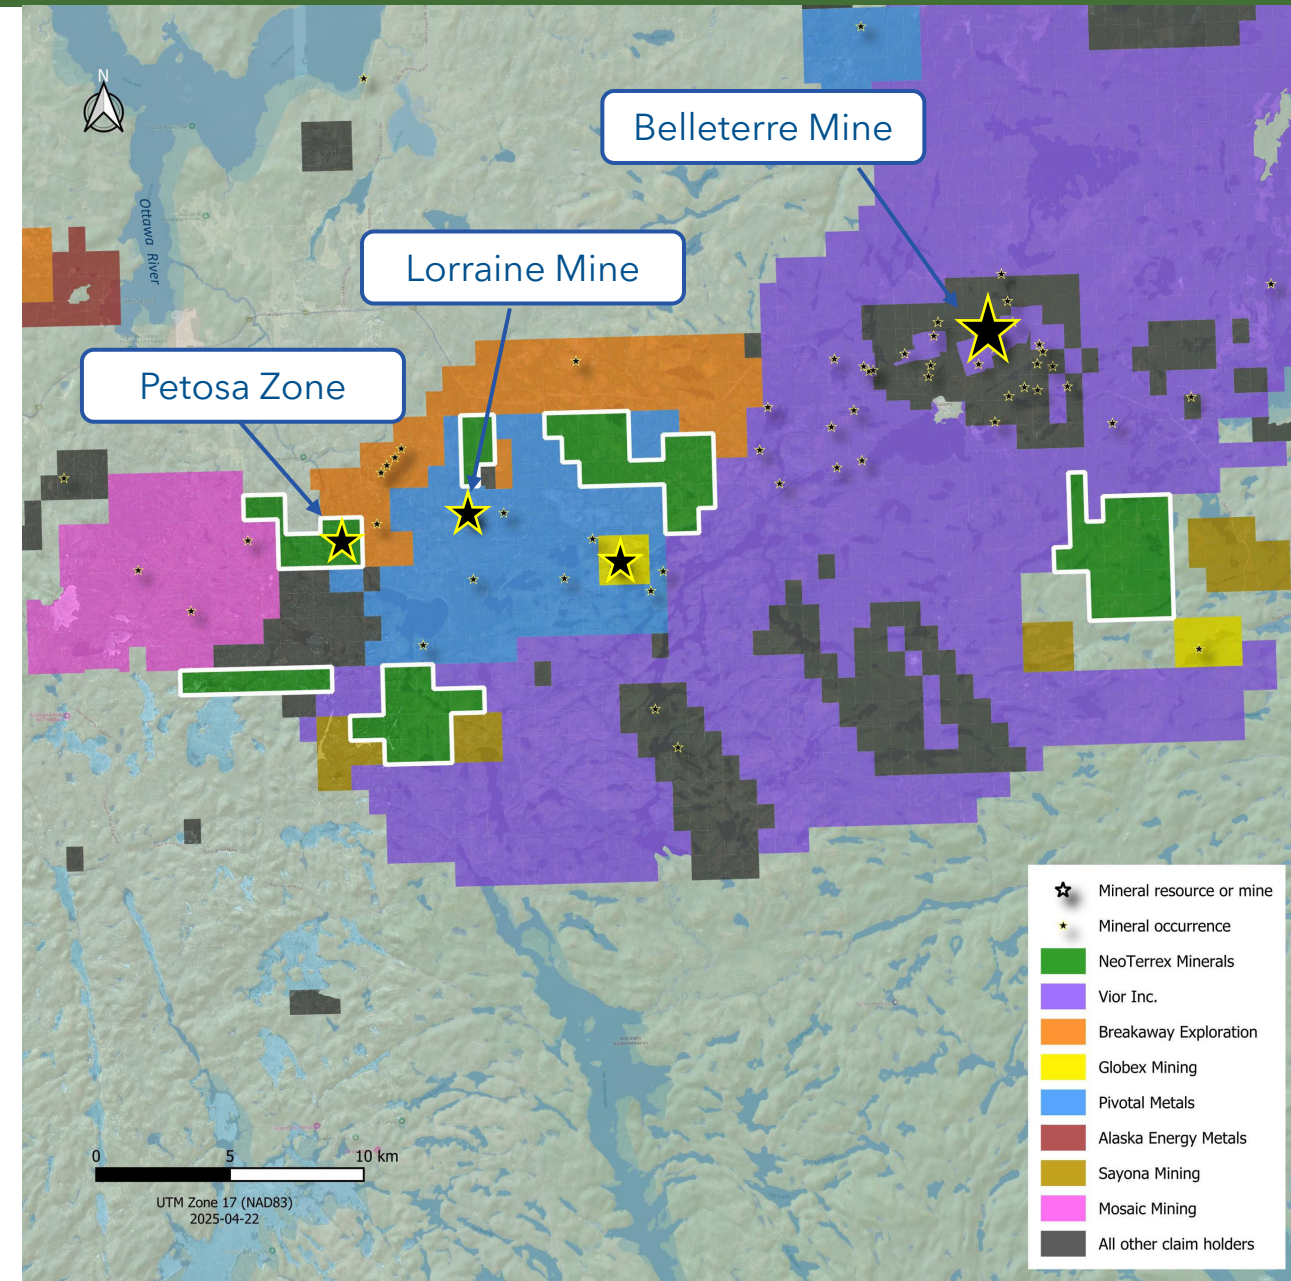 N
Ottawa River
Belleterre Mine
Lorraine Mine
Petosa Zone
Mineral resource or mine
Mineral occurrence
NeoTerrex Minerals
Vior Inc.
Breakaway Exploration
Globex Mining
Pivotal Metals
Alaska Energy Metals
Sayona Mining
Mosaic Mining
All other claim holders
0 5 10 km
UTM Zone 17 (NAD83)
2025-04-22